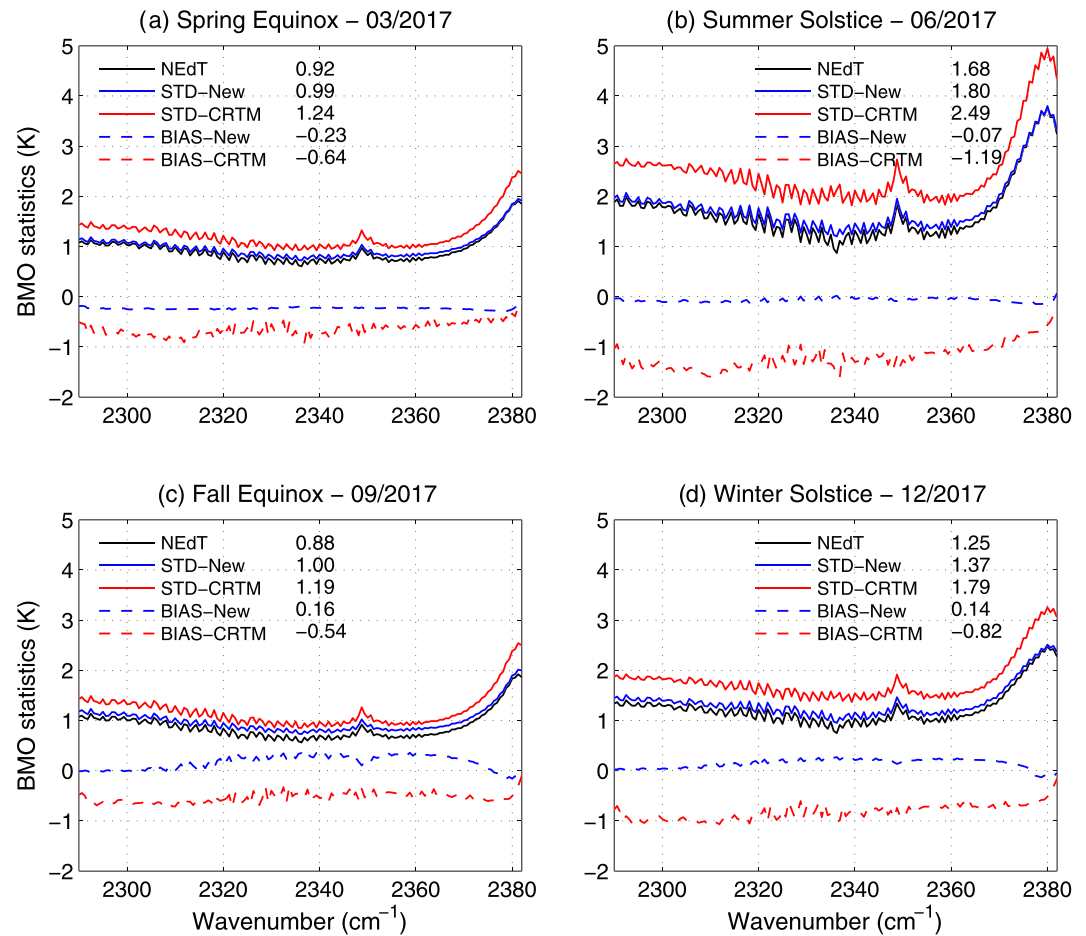 (a) Spring Equinox − 03/2017
(b) Summer Solstice − 06/2017
BMO statistics (K)
5
4
3
2
1
0
−1
−2
NEdT 0.92
STD−New 0.99
STD−CRTM 1.24
BIAS−New −0.23
BIAS−CRTM −0.64
2300 2320 2340 2360 2380
5
4
3
2
1
0
−1
−2
NEdT 1.68
STD−New 1.80
STD−CRTM 2.49
BIAS−New −0.07
BIAS−CRTM −1.19
2300 2320 2340 2360 2380
(c) Fall Equinox − 09/2017
(d) Winter Solstice − 12/2017
BMO statistics (K)
5
4
3
2
1
0
−1
−2
NEdT 0.88
STD−New 1.00
STD−CRTM 1.19
BIAS−New 0.16
BIAS−CRTM −0.54
2300 2320 2340 2360 2380
Wavenumber (cm⁻¹)
5
4
3
2
1
0
−1
−2
NEdT 1.25
STD−New 1.37
STD−CRTM 1.79
BIAS−New 0.14
BIAS−CRTM −0.82
2300 2320 2340 2360 2380
Wavenumber (cm⁻¹)